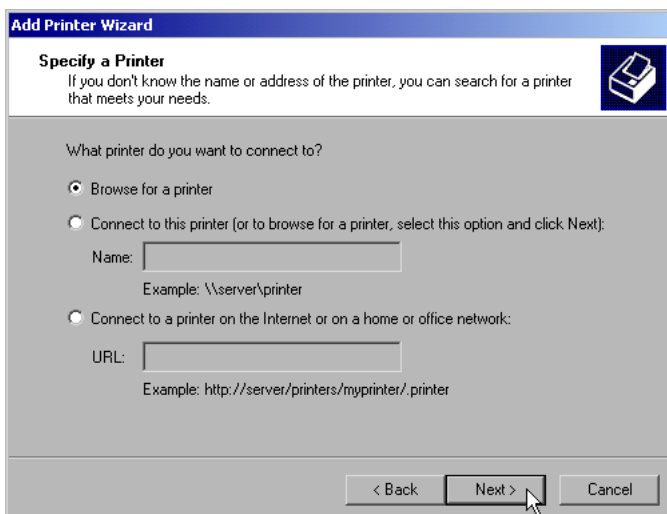 Add Printer Wizard
Specify a Printer
If you don't know the name or address of the printer, you can search for a printer
that meets your needs.
What printer do you want to connect to?
Browse for a printer
Connect to this printer (or to browse for a printer, select this option and click Next):
Name:
Example: \\server\printer
Connect to a printer on the Internet or on a home or office network:
URL:
Example: http://server/printers/myprinter/.printer
< Back Next > Cancel